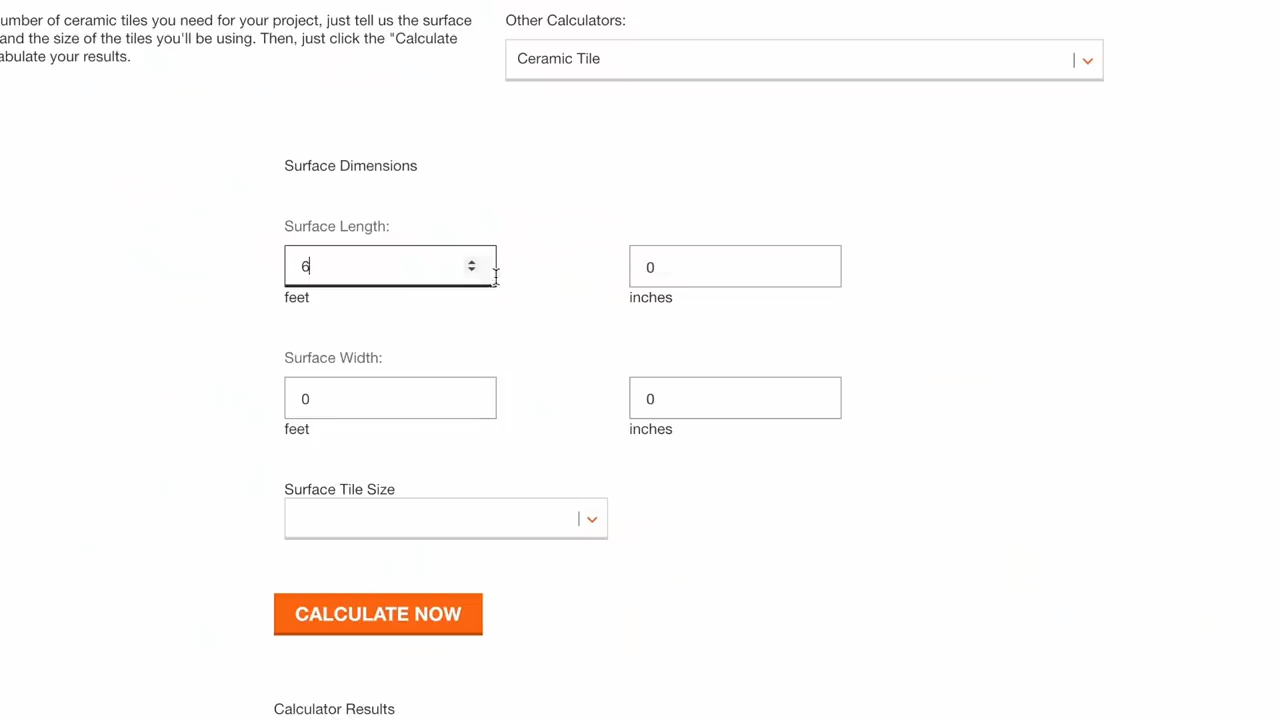 umber of ceramic tiles you need for your project, just tell us the surface
and the size of the tiles you'll be using. Then, just click the "Calculate
abulate your results.
Other Calculators:
Ceramic Tile
Surface Dimensions
Surface Length:
6
0
feet
inches
Surface Width:
0
0
feet
inches
Surface Tile Size
CALCULATE NOW
Calculator Results